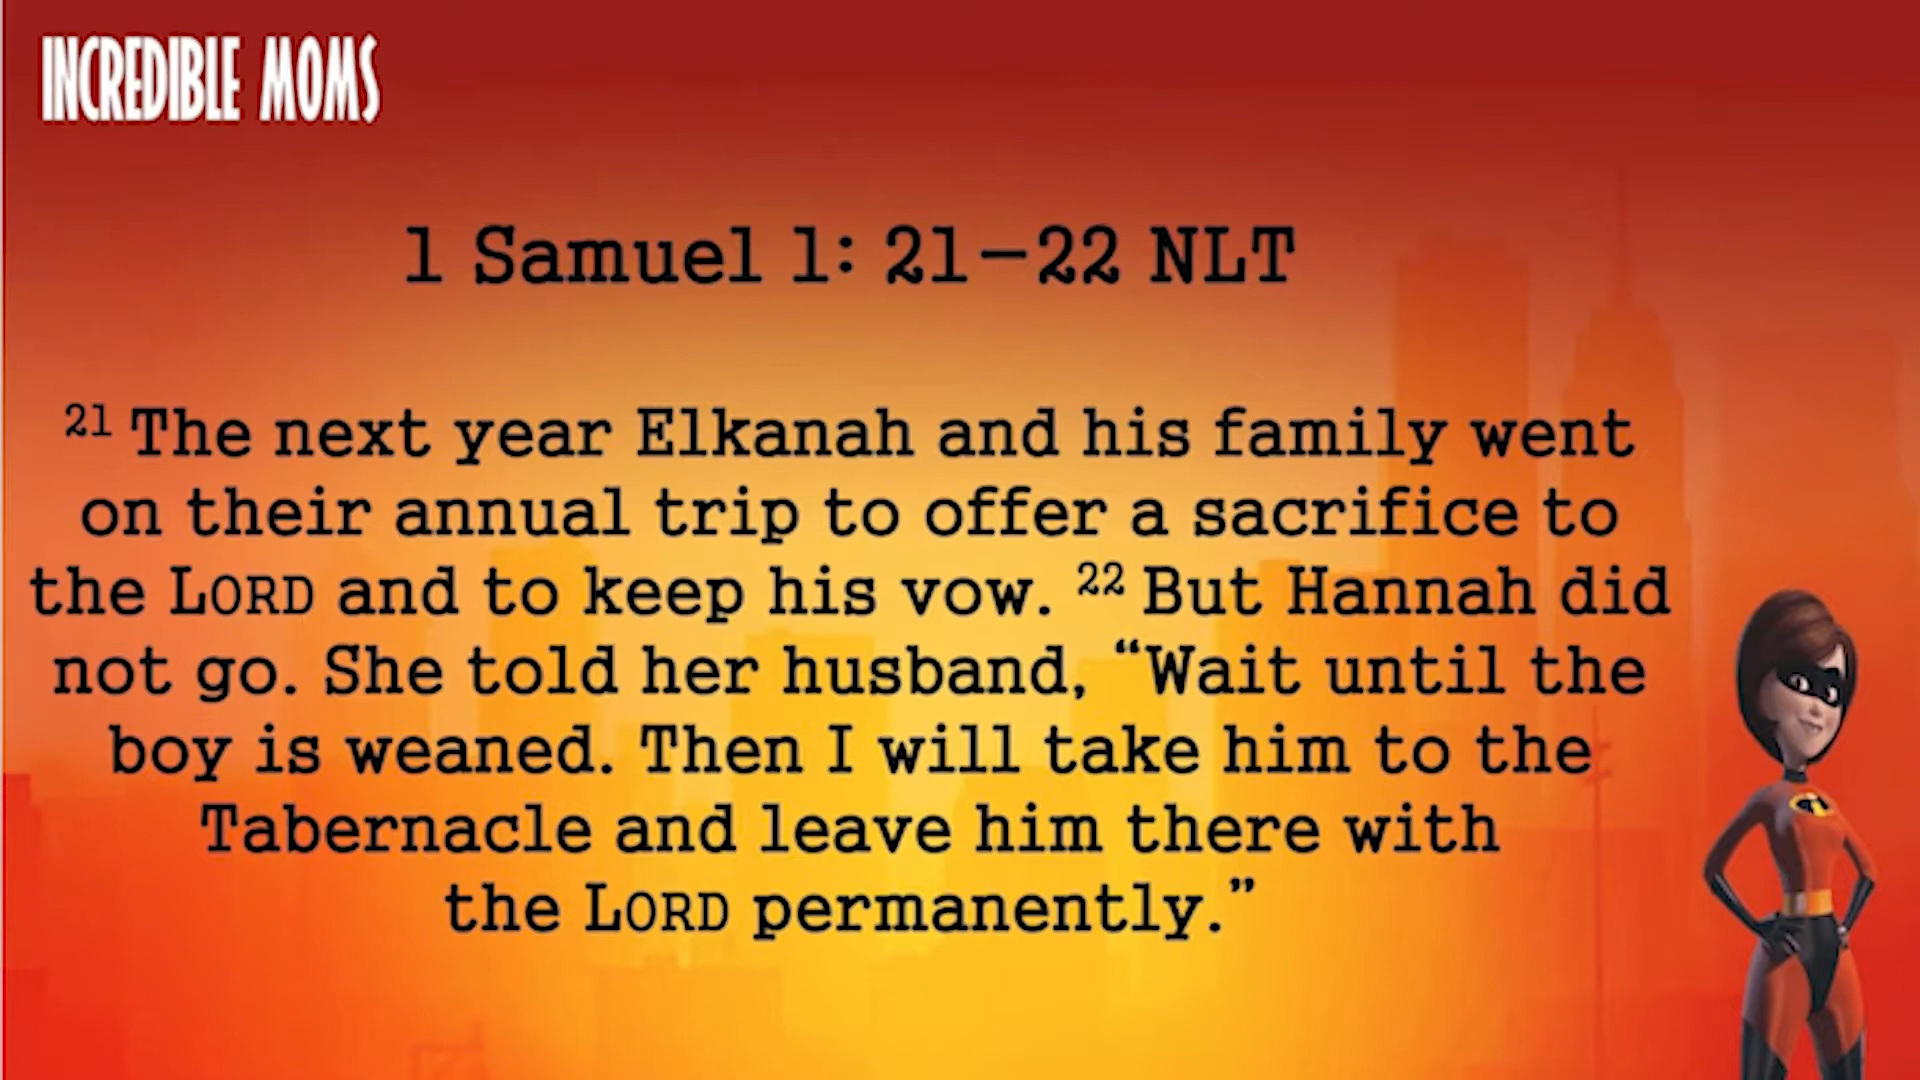 INCREDIBLE MOMS
1 Samuel 1: 21–22 NLT
21 The next year Elkanah and his family went
on their annual trip to offer a sacrifice to
the LORD and to keep his vow. 22 But Hannah did
not go. She told her husband, “Wait until the
boy is weaned. Then I will take him to the
Tabernacle and leave him there with
the LORD permanently.”